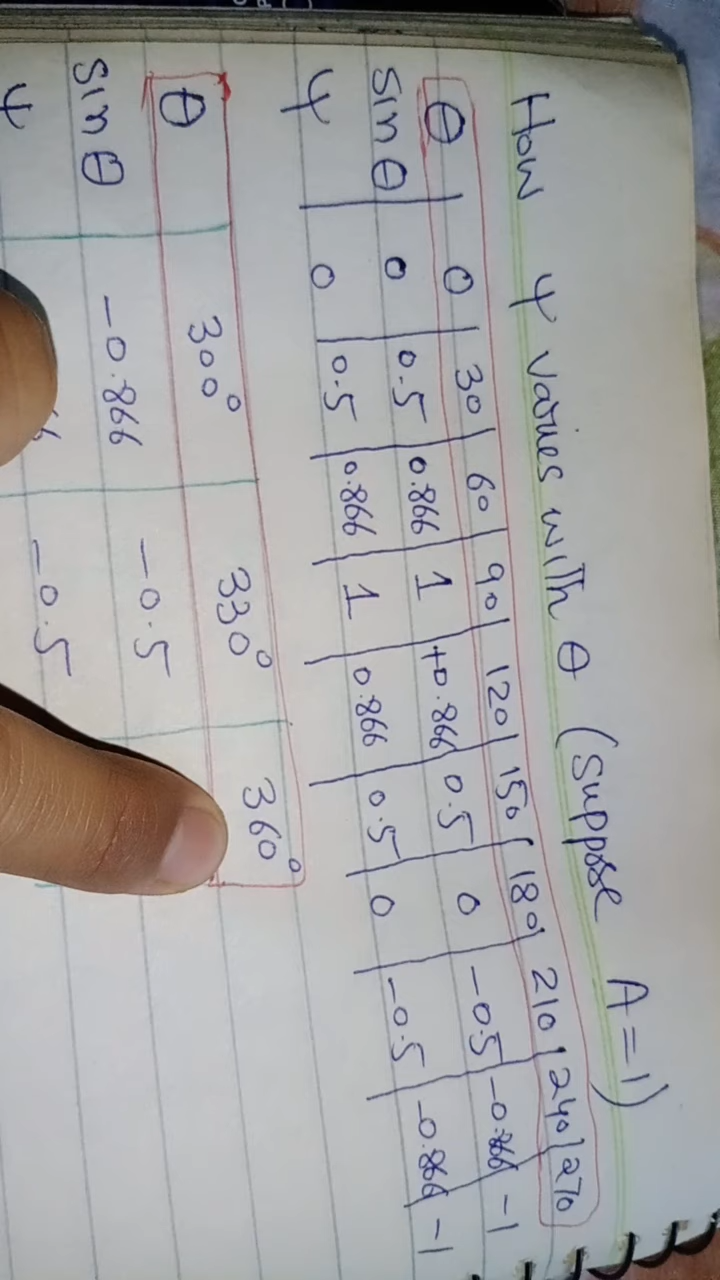 How ψ varies with θ (Suppose A = 1)
θ 0 30 60 90 120 150 180 210 240 270
sin θ 0 0.5 0.866 1 +0.866 0.5 0 -0.5 -0.866 -1
ψ 0 0.5 0.866 1 0.866 0.5 0 -0.5 -0.866 -1
θ 300° 330° 360°
sin θ -0.866 -0.5
ψ -0.5